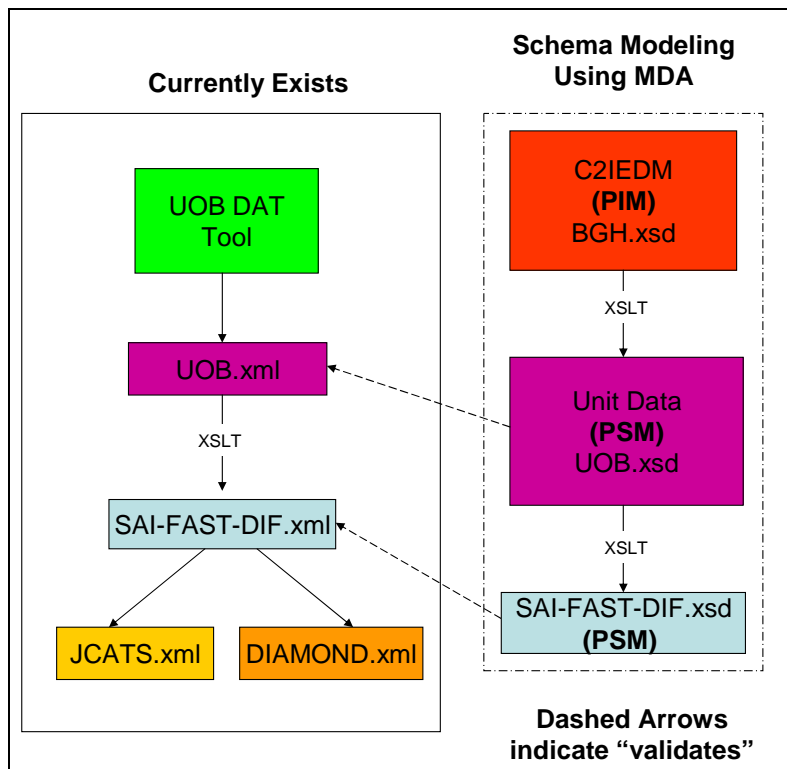 Currently Exists
UOB DAT
Tool
UOB.xml
XSLT
SAI-FAST-DIF.xml
JCATS.xml
DIAMOND.xml
Schema Modeling
Using MDA
C2IEDM
(PIM)
BGH.xsd
XSLT
Unit Data
(PSM)
UOB.xsd
XSLT
SAI-FAST-DIF.xsd
(PSM)
Dashed Arrows
indicate “validates”